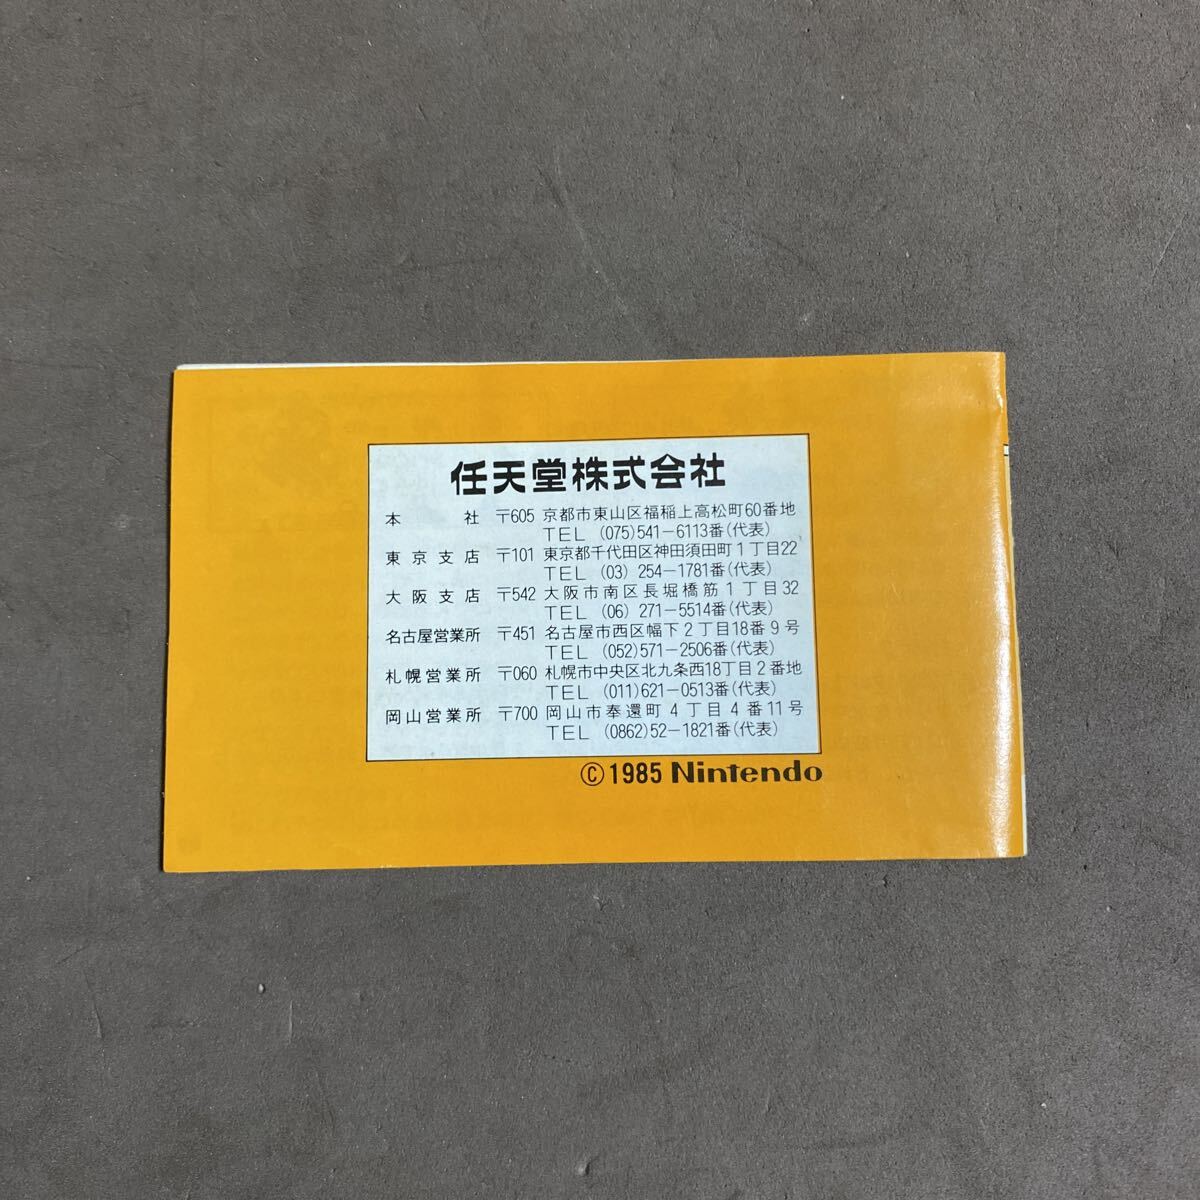 任天堂株式会社
本社 〒605 京都市東山区福稲上高松町60番地
TEL (075)541-6113番(代表)
東京支店 〒101 東京都千代田区神田須田町1丁目22
TEL (03) 254-1781番(代表)
大阪支店 〒542 大阪市南区長堀橋筋1丁目32
TEL (06) 271-5514番(代表)
名古屋営業所 〒451 名古屋市西区幅下2丁目18番9号
TEL (052)571-2506番(代表)
札幌営業所 〒060 札幌市中央区北九条西18丁目2番地
TEL (011)621-0513番(代表)
岡山営業所 〒700 岡山市奉還町4丁目4番11号
TEL (0862)52-1821番(代表)
©1985 Nintendo